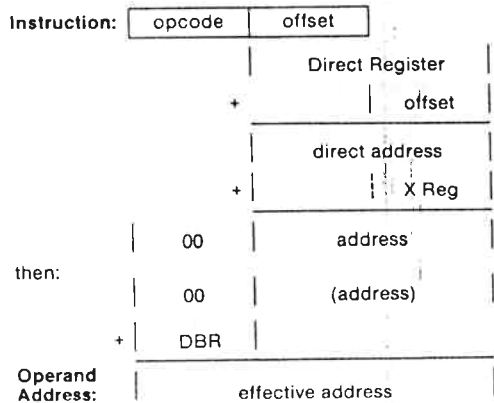 Instruction: opcode offset
Direct Register
+ offset
direct address
+ X Reg
00 address
then:
00 (address)
+ DBR
Operand
Address: effective address